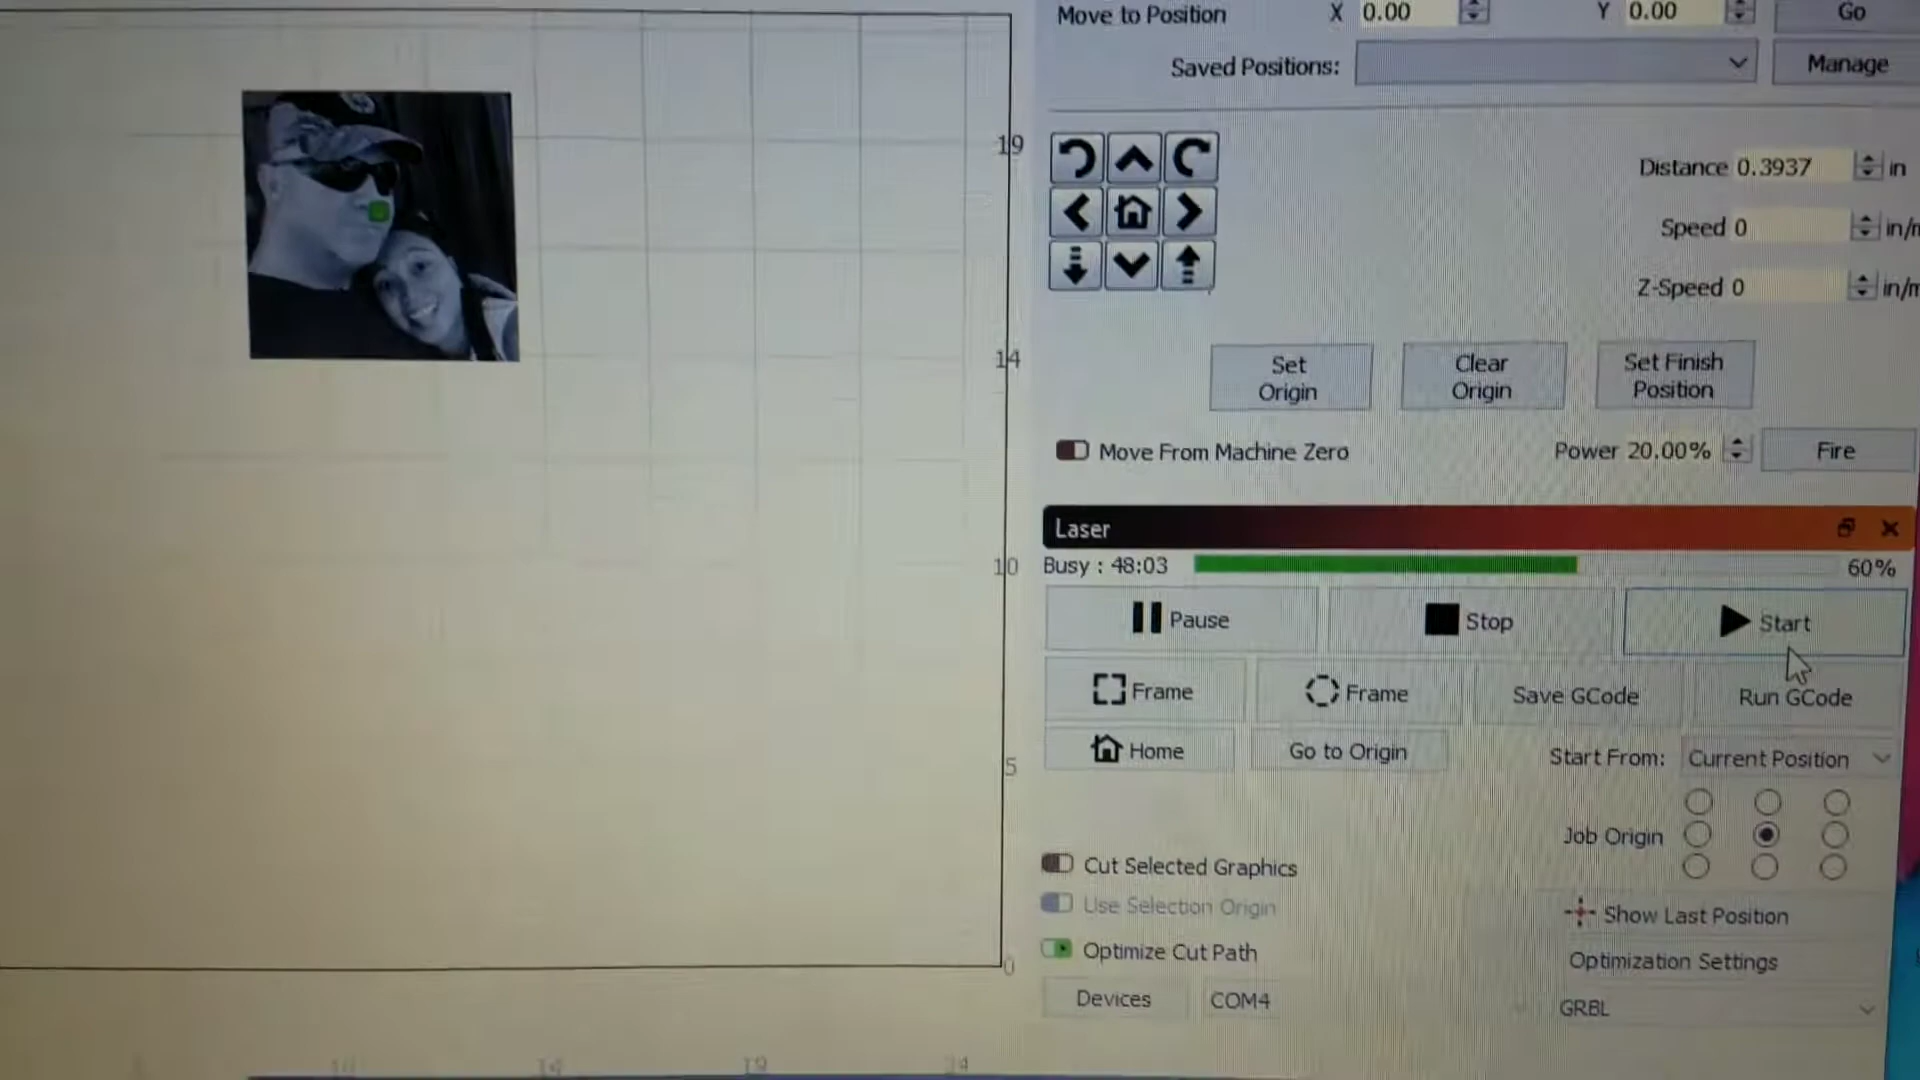 Move to Position X 0.00 Y 0.00 Go
Saved Positions: Manage
19
Distance 0.3937 in
Speed 0
Z-Speed 0
Set Origin
Clear Origin
Set Finish Position
14
Move From Machine Zero Power 20.00% Fire
Laser
10 Busy : 48:03 60%
Pause Stop Start
Frame Frame Save GCode Run GCode
5 Home Go to Origin Start From: Current Position
Job Origin
Cut Selected Graphics
Use Selection Origin
Show Last Position
Optimize Cut Path
0 Optimization Settings
Devices COM4 GRBL
10 14 19 24